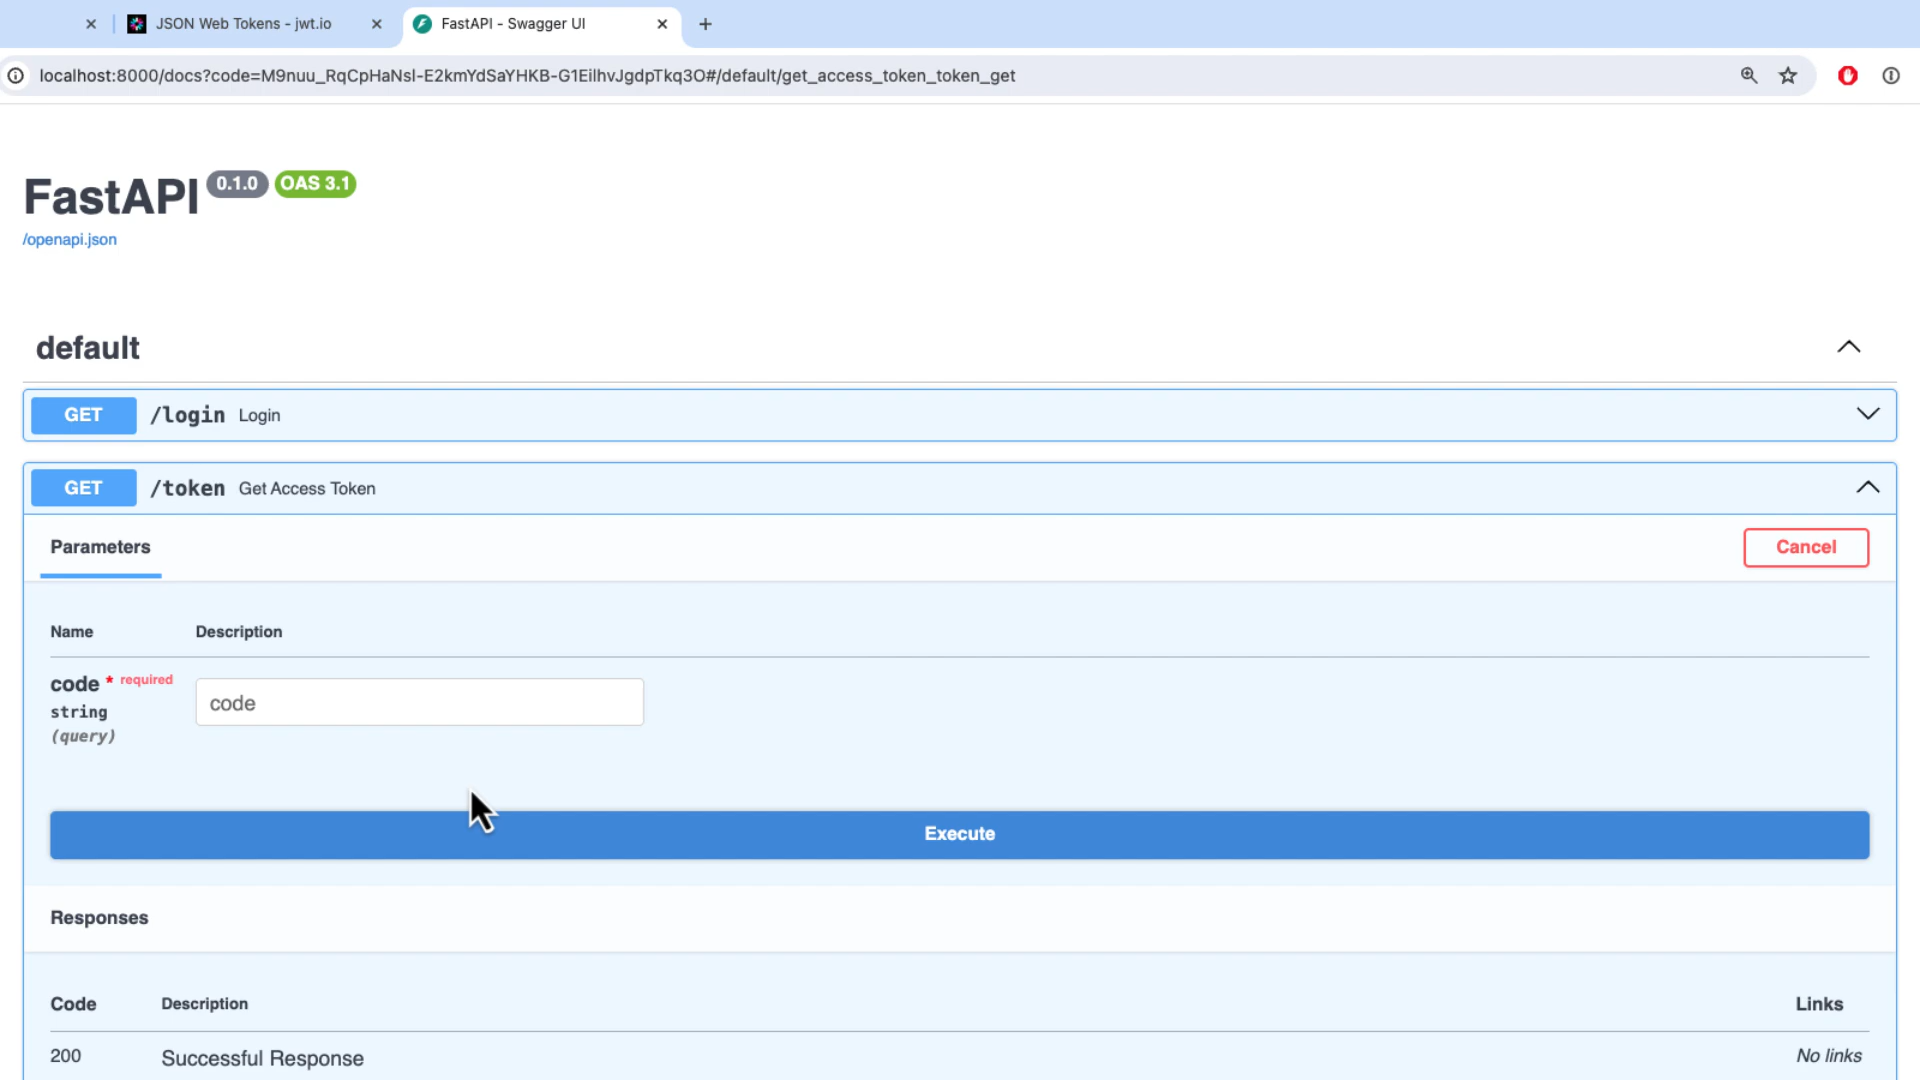 JSON Web Tokens - jwt.io
FastAPI - Swagger UI
localhost:8000/docs?code=M9nuu_RqCpHaNsl-E2kmYdSaYHKB-G1EilhvJgdpTkq3O#/default/get_access_token_token_get
FastAPI 0.1.0 OAS 3.1
/openapi.json
default
GET /login Login
GET /token Get Access Token
Parameters
Cancel
Name Description
code * required
string
(query)
code
Execute
Responses
Code Description Links
200 Successful Response No links